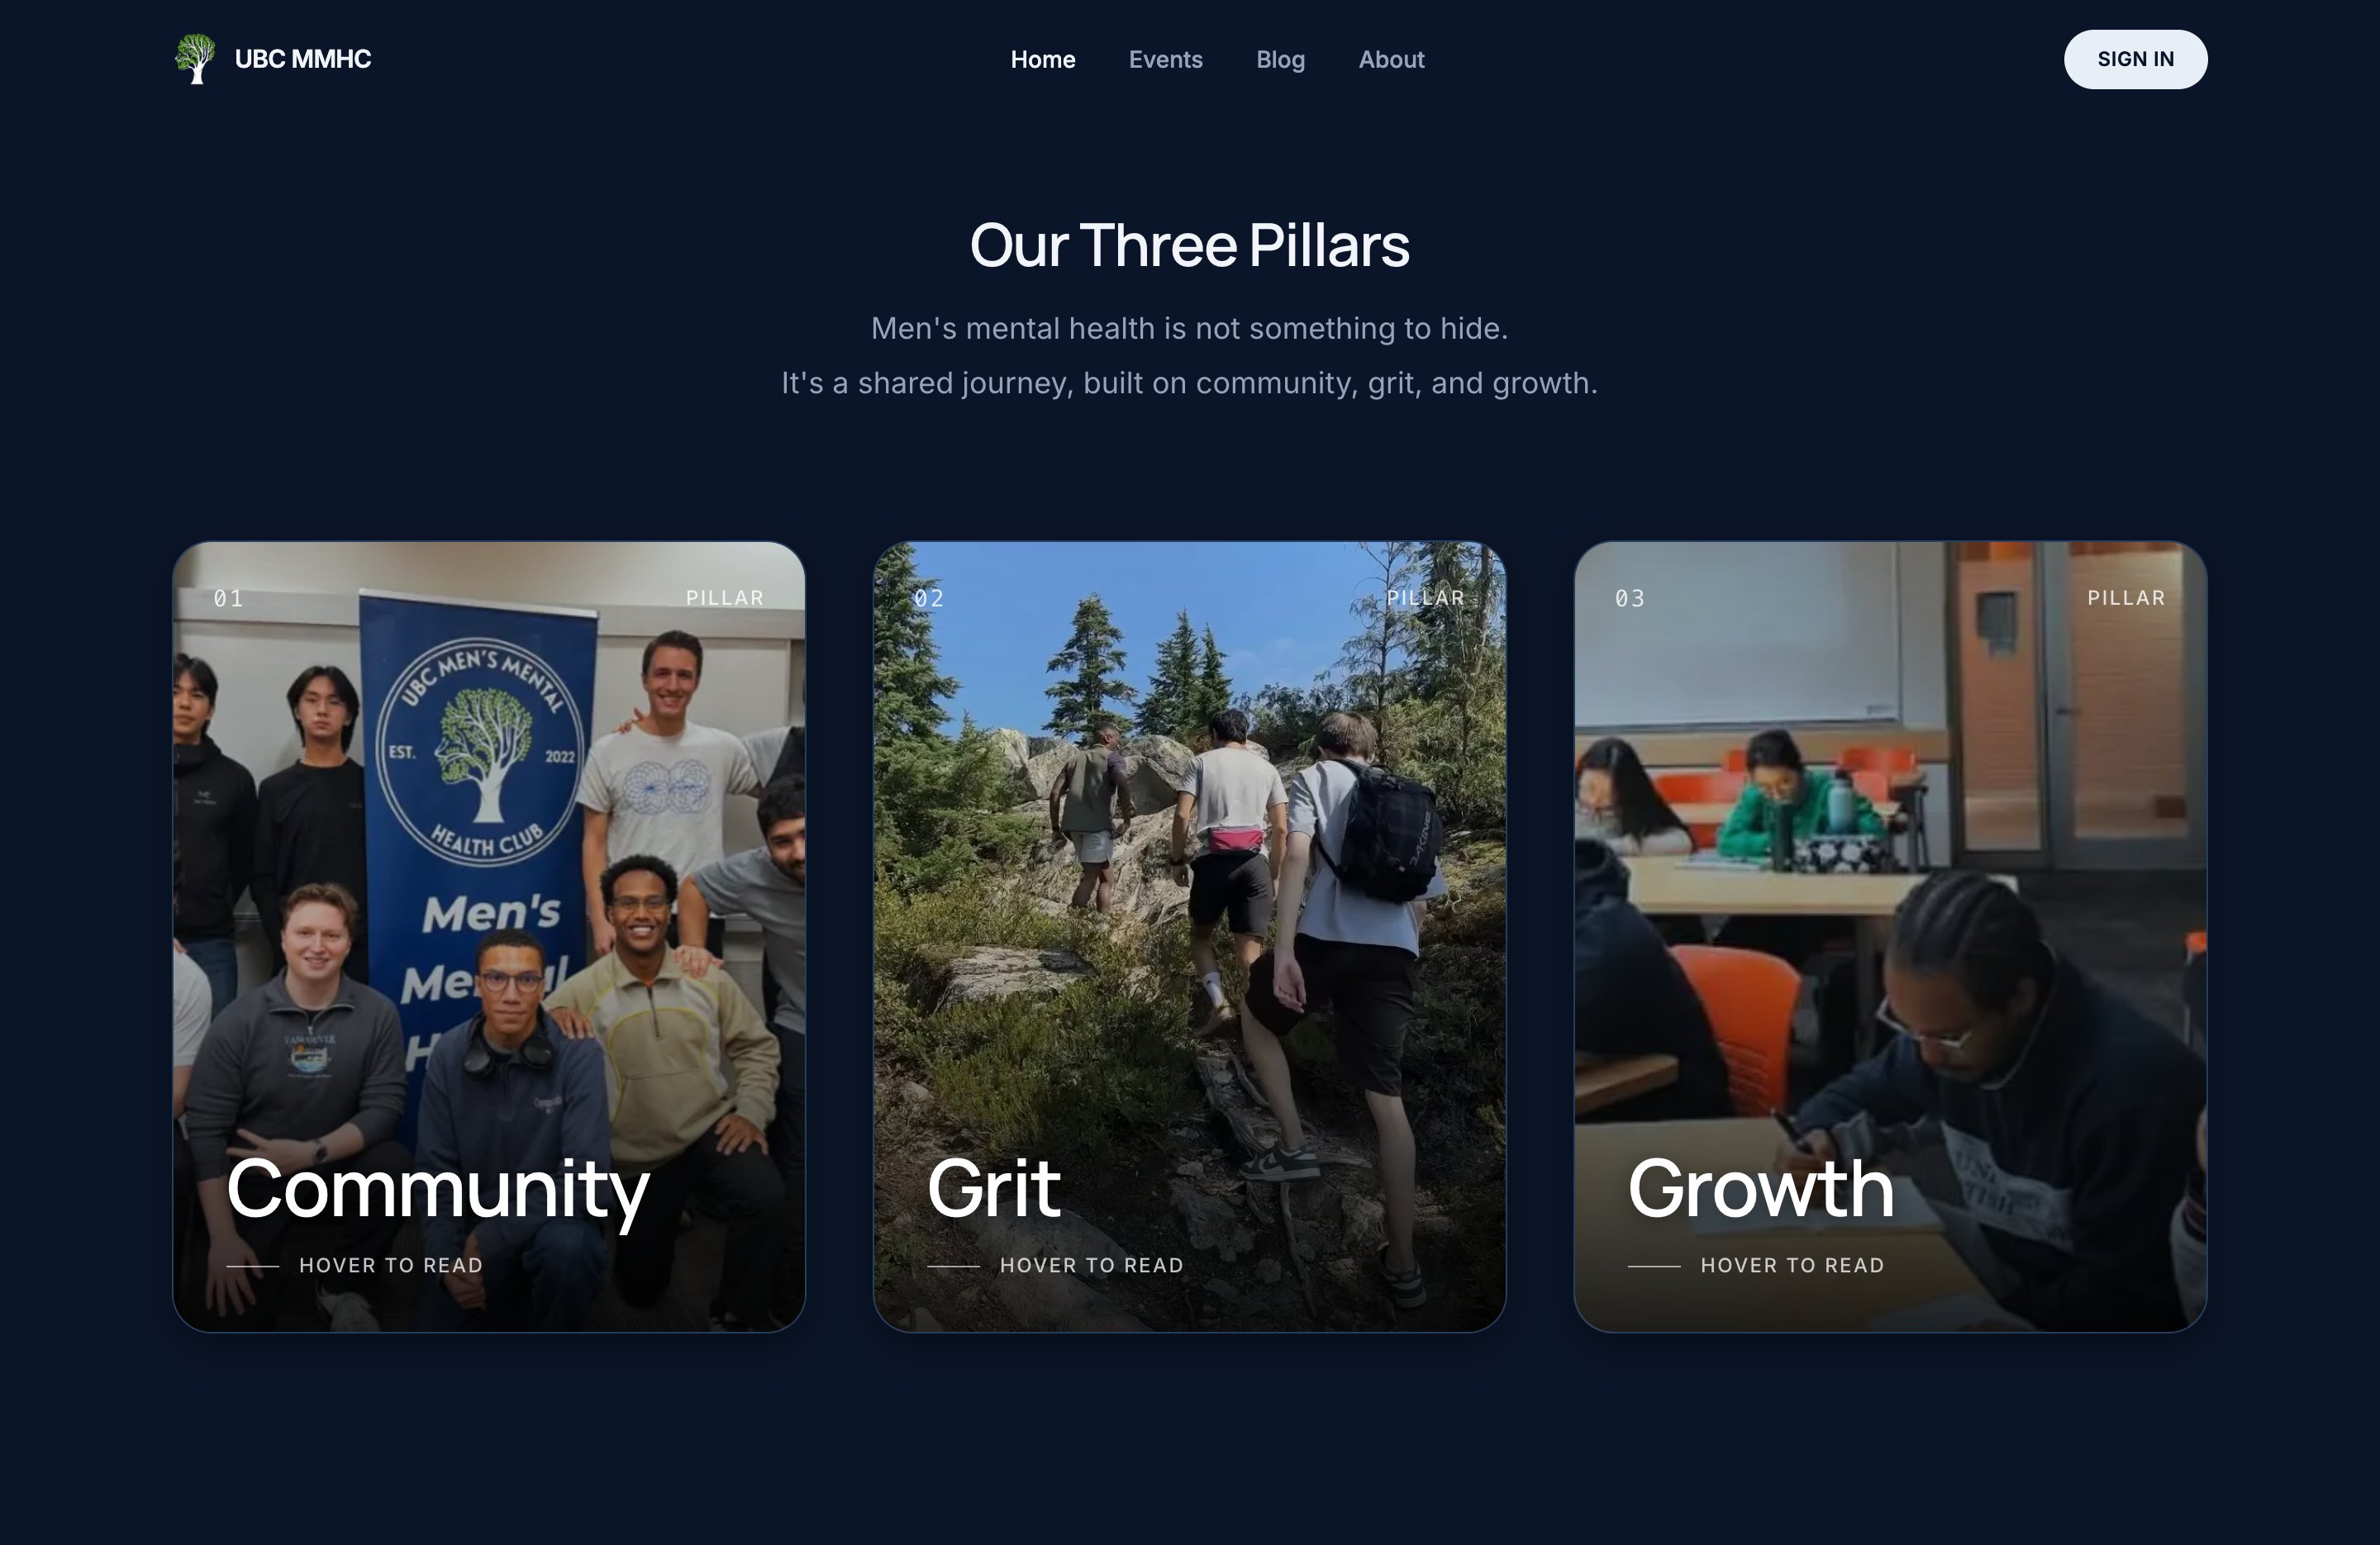 UBC MMHC
Home
Events
Blog
About
SIGN IN
Our Three Pillars
Men's mental health is not something to hide.
It's a shared journey, built on community, grit, and growth.
01
PILLAR
UBC MEN'S MENTAL
EST.
2022
HEALTH CLUB
Men's
VANCOUVER
Community
HOVER TO READ
02
PILLAR
DAKINE
Grit
HOVER TO READ
03
PILLAR
Growth
HOVER TO READ